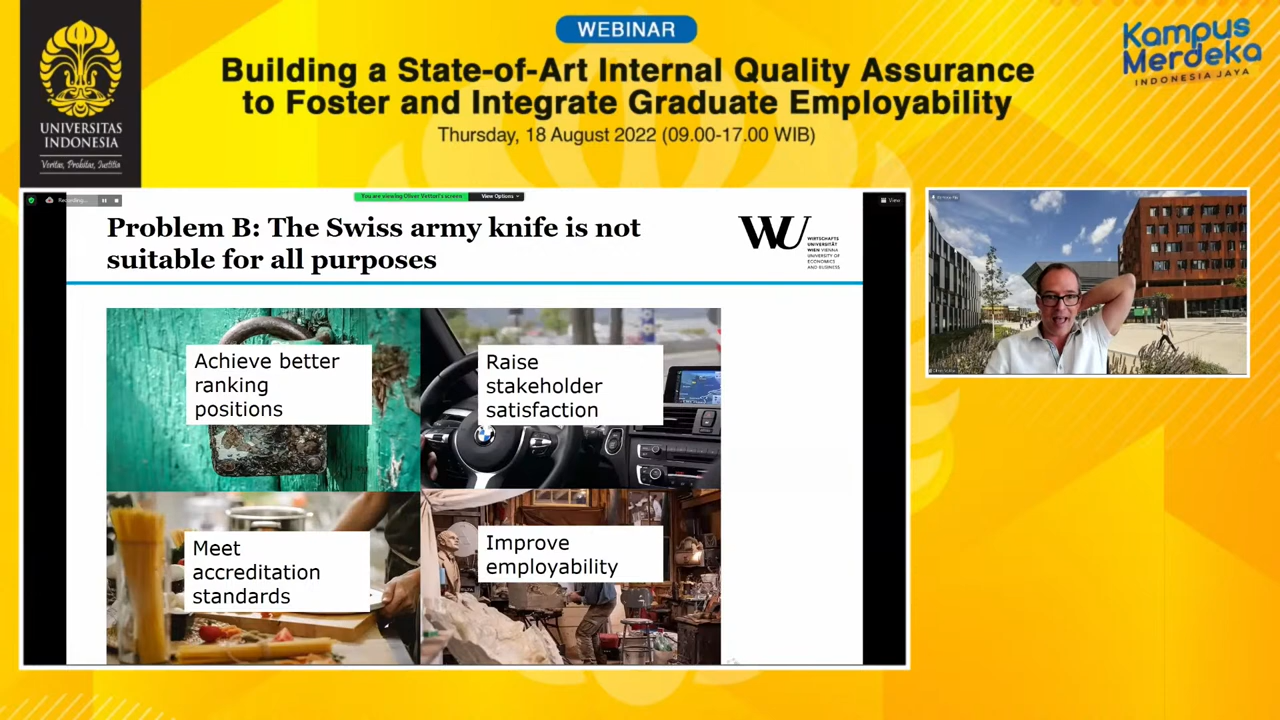 WEBINAR
Building a State-of-Art Internal Quality Assurance
to Foster and Integrate Graduate Employability
Thursday, 18 August 2022 (09.00-17.00 WIB)
UNIVERSITAS
INDONESIA
Veritas, Probitas, Justitia
Kampus
Merdeka
INDONESIA JAYA
Recording...
You are viewing Oliver Vettori's screen
View Options
View
Problem B: The Swiss army knife is not
suitable for all purposes
WU
WIRTSCHAFTS
UNIVERSITÄT
WIEN VIENNA
UNIVERSITY OF
ECONOMICS
AND BUSINESS
Achieve better
ranking
positions
Raise
stakeholder
satisfaction
Meet
accreditation
standards
Improve
employability